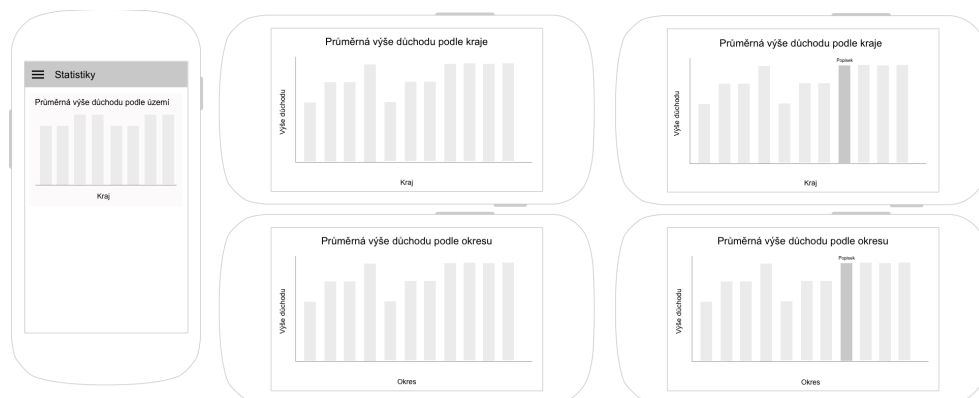 Statistiky
Průměrná výše důchodu podle území
Kraj
Průměrná výše důchodu podle kraje
Výše důchodu
Kraj
Průměrná výše důchodu podle kraje
Popisek
Výše důchodu
Kraj
Průměrná výše důchodu podle okresu
Výše důchodu
Okres
Průměrná výše důchodu podle okresu
Popisek
Výše důchodu
Okres